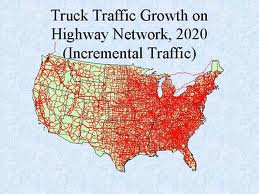 Truck Traffic Growth on
Highway Network, 2020
(Incremental Traffic)